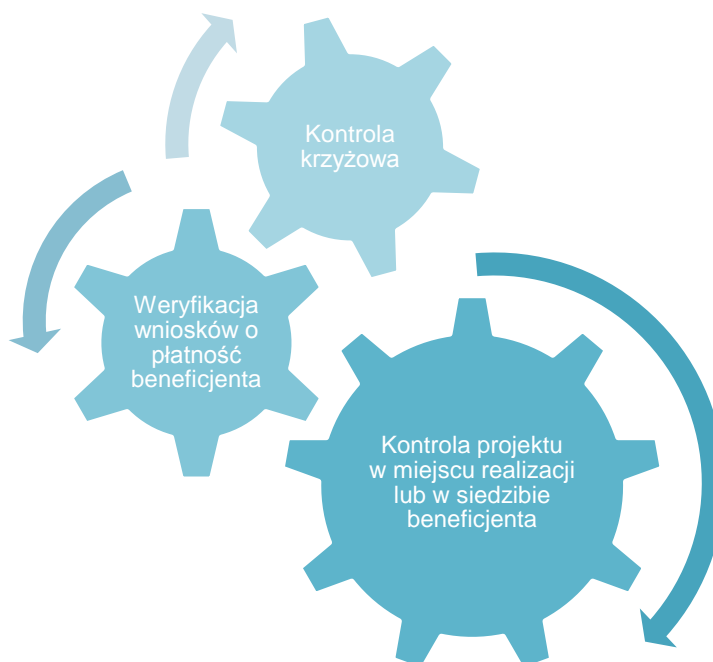 Kontrola
krzyżowa
Weryfikacja
wniosków o
płatność
beneficjenta
Kontrola projektu
w miejscu realizacji
lub w siedzibie
beneficjenta